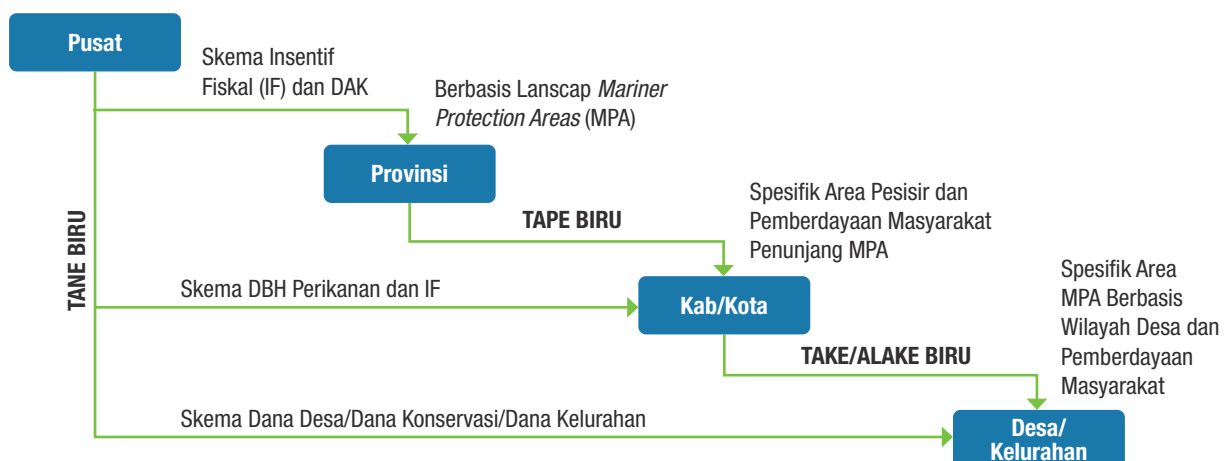 Pusat
Skema Insentif
Fiskal (IF) dan DAK
Berbasis Lanscap Mariner
Protection Areas (MPA)
Provinsi
TANE BIRU
TAPE BIRU
Spesifik Area Pesisir dan
Pemberdayaan Masyarakat
Penunjang MPA
Skema DBH Perikanan dan IF
Kab/Kota
Spesifik Area
MPA Berbasis
Wilayah Desa dan
Pemberdayaan
Masyarakat
TAKE/ALAKE BIRU
Skema Dana Desa/Dana Konservasi/Dana Kelurahan
Desa/
Kelurahan